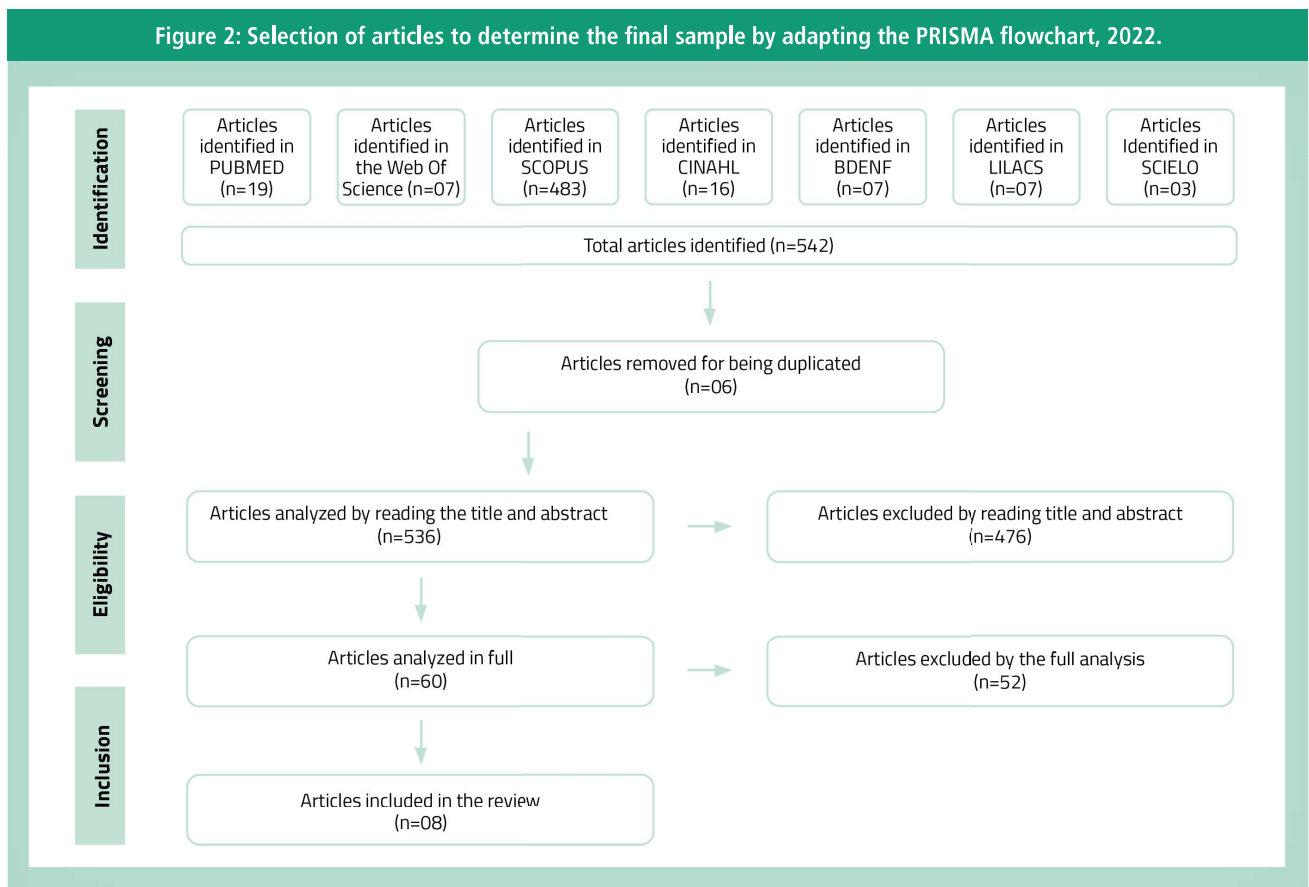 Figure 2: Selection of articles to determine the final sample by adapting the PRISMA flowchart, 2022.
Identification
Articles
identified in
PUBMED
(n=19)
Articles
identified in
the Web Of
Science (n=07)
Articles
identified in
SCOPUS
(n=483)
Articles
identified in
CINAHL
(n=16)
Articles
identified in
BDENF
(n=07)
Articles
identified in
LILACS
(n=07)
Articles
Identified in
SCIELO
(n=03)
Total articles identified (n=542)
Screening
Articles removed for being duplicated
(n=06)
Eligibility
Articles analyzed by reading the title and abstract
(n=536)
Articles excluded by reading title and abstract
(n=476)
Articles analyzed in full
(n=60)
Articles excluded by the full analysis
(n=52)
Inclusion
Articles included in the review
(n=08)